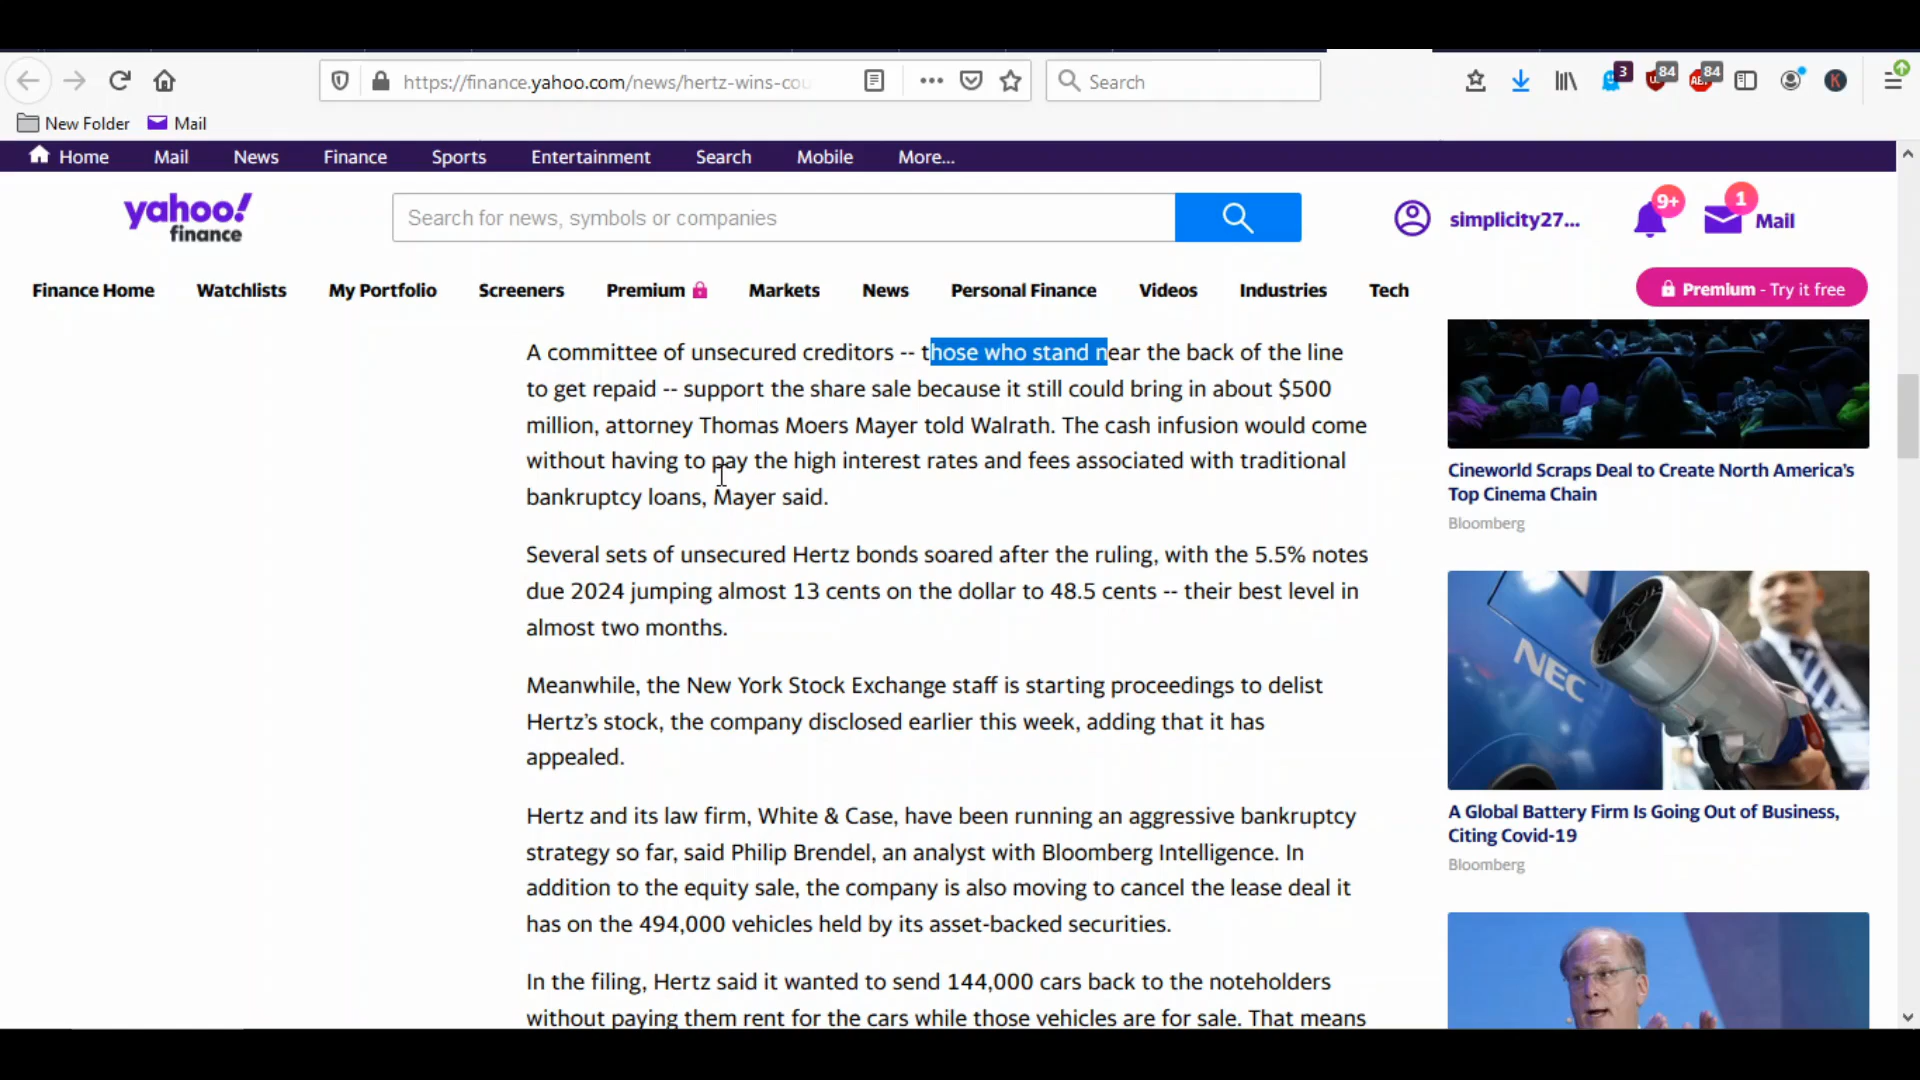 https://finance.yahoo.com/news/hertz-wins-cou
Search
3
84
84
New Folder
Mail
Home
Mail
News
Finance
Sports
Entertainment
Search
Mobile
More...
yahoo!
finance
Search for news, symbols or companies
simplicity27...
9+
1
Mail
Finance Home
Watchlists
My Portfolio
Screeners
Premium
Markets
News
Personal Finance
Videos
Industries
Tech
Premium - Try it free
A committee of unsecured creditors -- those who stand near the back of the line
to get repaid -- support the share sale because it still could bring in about $500
million, attorney Thomas Moers Mayer told Walrath. The cash infusion would come
without having to pay the high interest rates and fees associated with traditional
bankruptcy loans, Mayer said.
Several sets of unsecured Hertz bonds soared after the ruling, with the 5.5% notes
due 2024 jumping almost 13 cents on the dollar to 48.5 cents -- their best level in
almost two months.
Meanwhile, the New York Stock Exchange staff is starting proceedings to delist
Hertz’s stock, the company disclosed earlier this week, adding that it has
appealed.
Hertz and its law firm, White & Case, have been running an aggressive bankruptcy
strategy so far, said Philip Brendel, an analyst with Bloomberg Intelligence. In
addition to the equity sale, the company is also moving to cancel the lease deal it
has on the 494,000 vehicles held by its asset-backed securities.
In the filing, Hertz said it wanted to send 144,000 cars back to the noteholders
without paying them rent for the cars while those vehicles are for sale. That means
Cineworld Scraps Deal to Create North America’s
Top Cinema Chain
Bloomberg
NEC
A Global Battery Firm Is Going Out of Business,
Citing Covid-19
Bloomberg